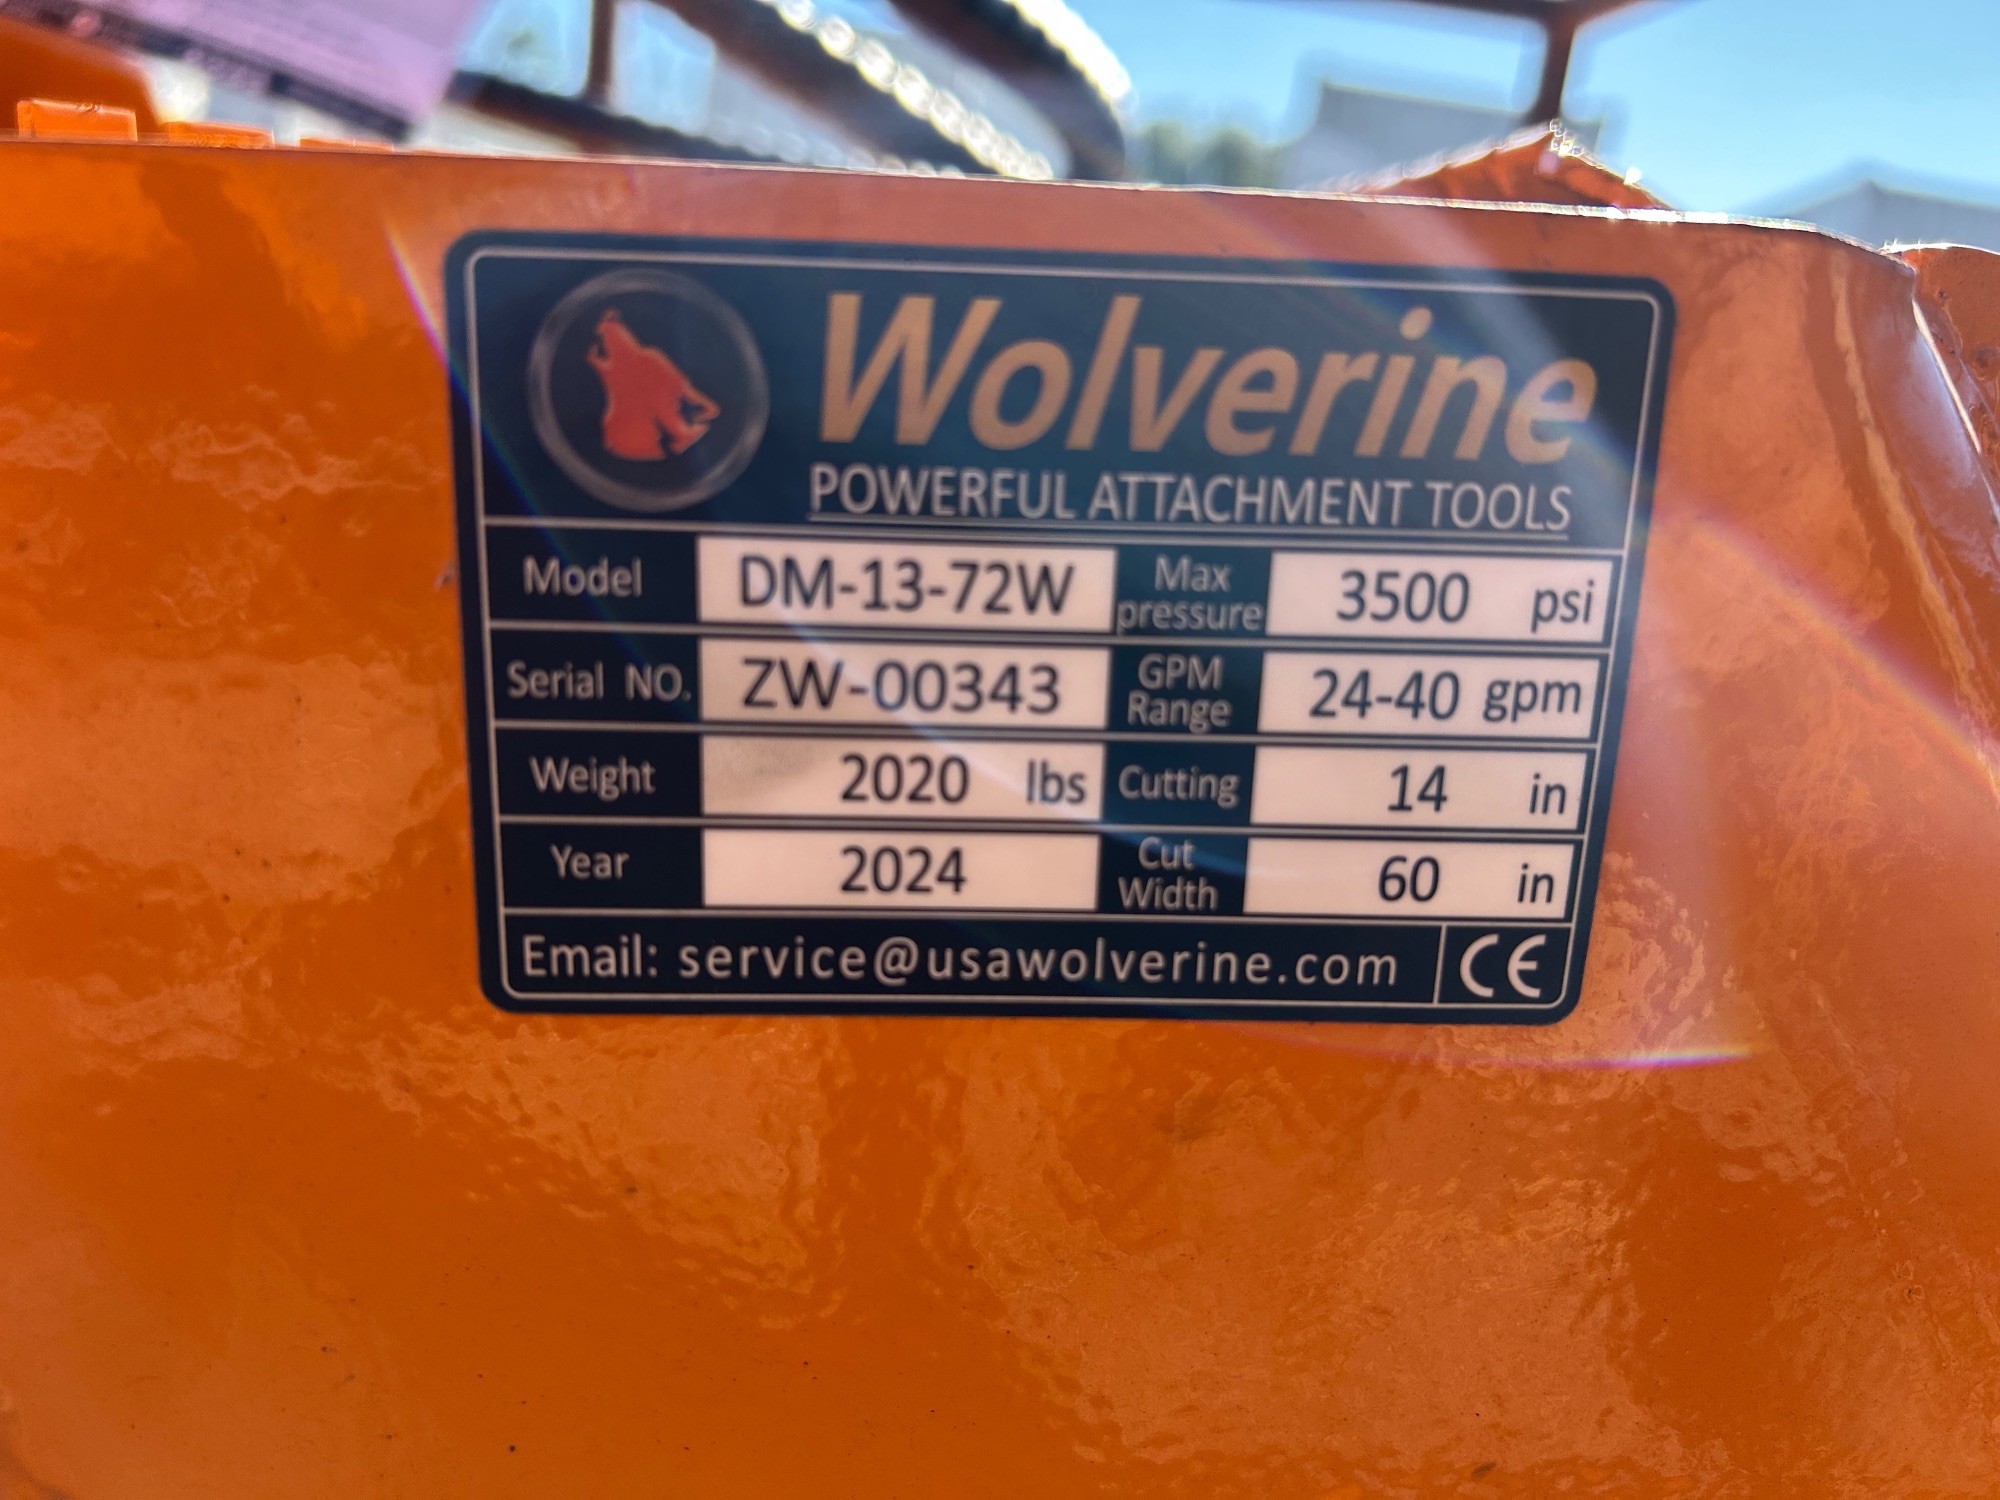 Wolverine
POWERFUL ATTACHMENT TOOLS
Model DM-13-72W Max pressure 3500 psi
Serial NO. ZW-00343 GPM Range 24-40 gpm
Weight 2020 lbs Cutting 14 in
Year 2024 Cut Width 60 in
Email: service@usawolverine.com CE